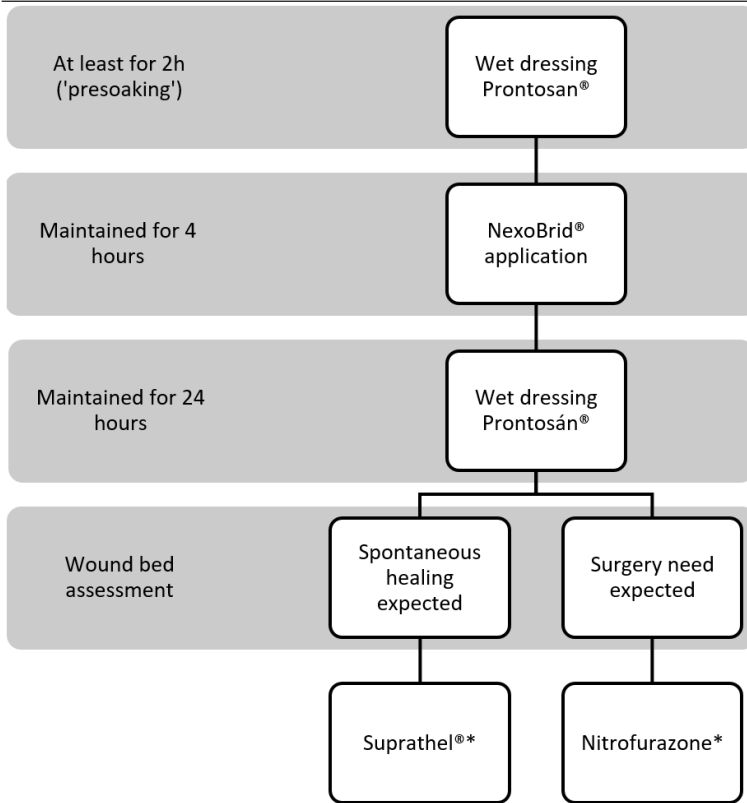 At least for 2h
('presoaking')
Wet dressing
Prontosan®
Maintained for 4
hours
NexoBrid®
application
Maintained for 24
hours
Wet dressing
Prontosán®
Wound bed
assessment
Spontaneous
healing
expected
Surgery need
expected
Suprathel®*
Nitrofurazone*